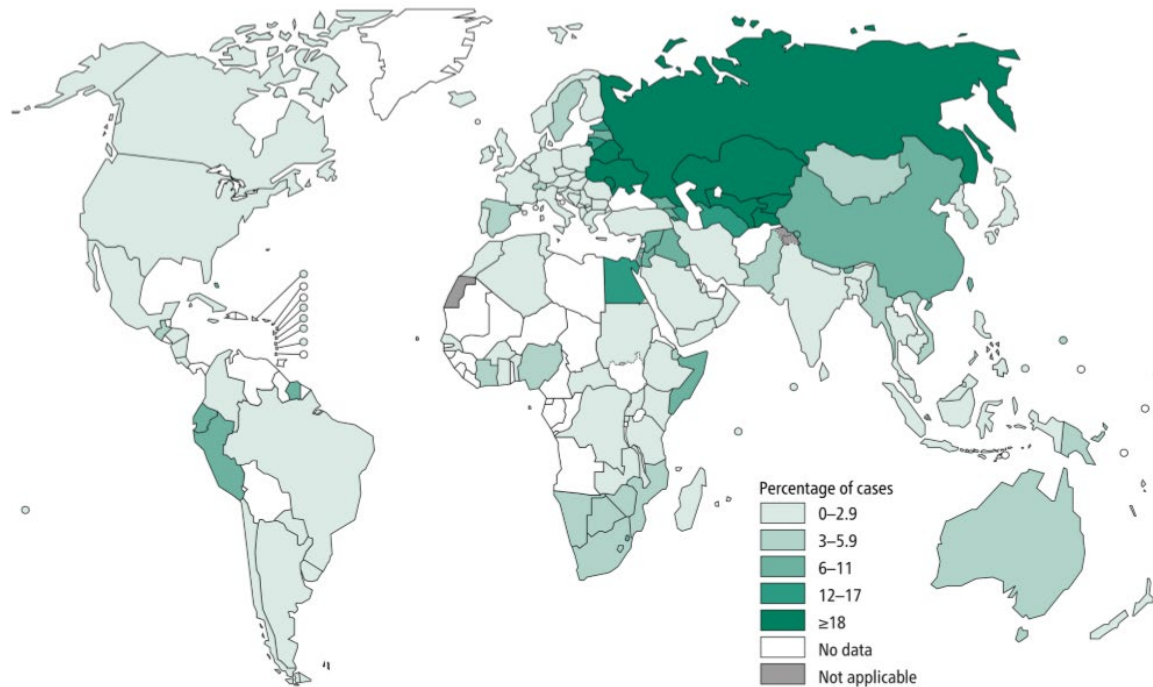 Percentage of cases
0–2.9
3–5.9
6–11
12–17
≥18
No data
Not applicable